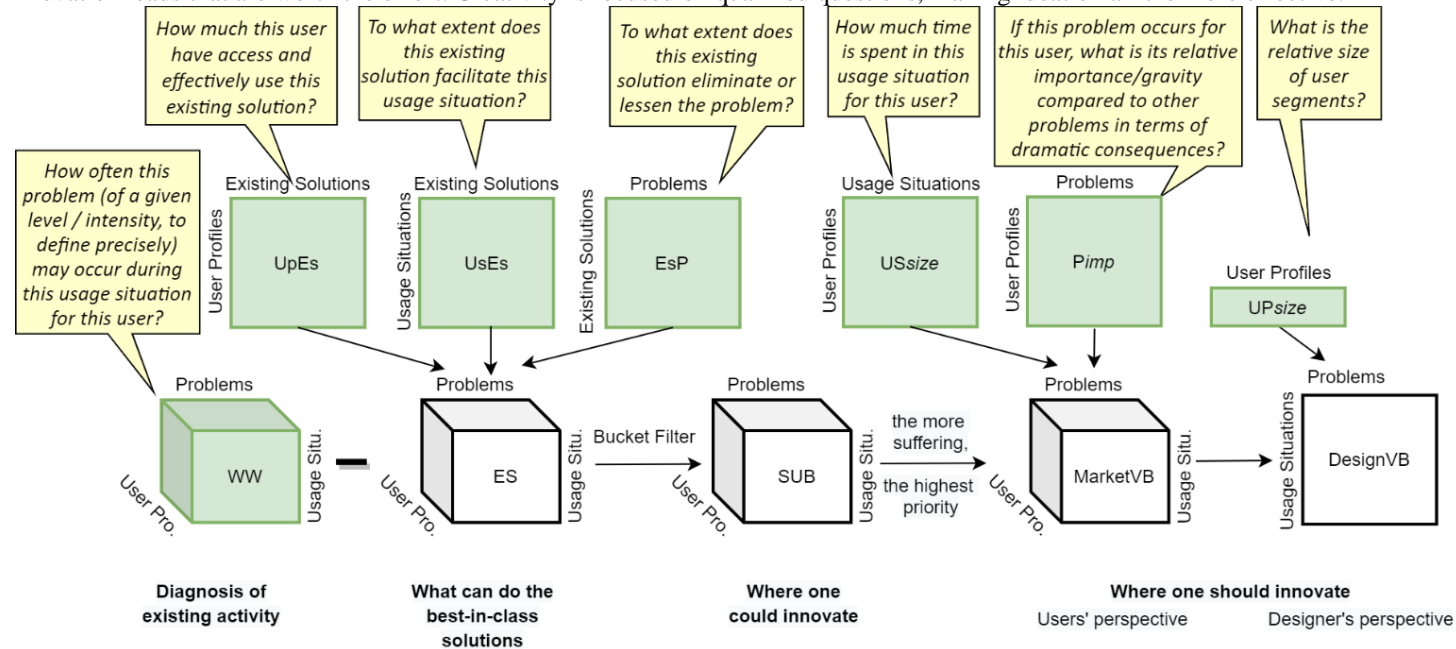 How much this user
have access and
effectively use this
existing solution?
To what extent does
this existing
solution facilitate this
usage situation?
To what extent does
this existing
solution eliminate or
lessen the problem?
How much time
is spent in this
usage situation
for this user?
If this problem occurs for
this user, what is its relative
importance/gravity
compared to other
problems in terms of
dramatic consequences?
What is the
relative size
of user
segments?
How often this
problem (of a given
level / intensity, to
define precisely)
may occur during
this usage situation
for this user?
Existing Solutions
User Profiles
UpEs
Existing Solutions
Usage Situations
UsEs
Problems
Existing Solutions
EsP
Usage Situations
User Profiles
USsize
Problems
User Profiles
Pimp
User Profiles
UPsize
Problems
WW
User Pro.
Usage Situ.
Problems
ES
User Pro.
Usage Situ.
Bucket Filter
Problems
SUB
User Pro.
Usage Situ.
the more
suffering,
the highest
priority
Problems
MarketVB
User Pro.
Usage Situ.
Problems
Usage Situations
DesignVB
Diagnosis of
existing activity
What can do the
best-in-class
solutions
Where one
could innovate
Where one should innovate
Users' perspective
Designer's perspective